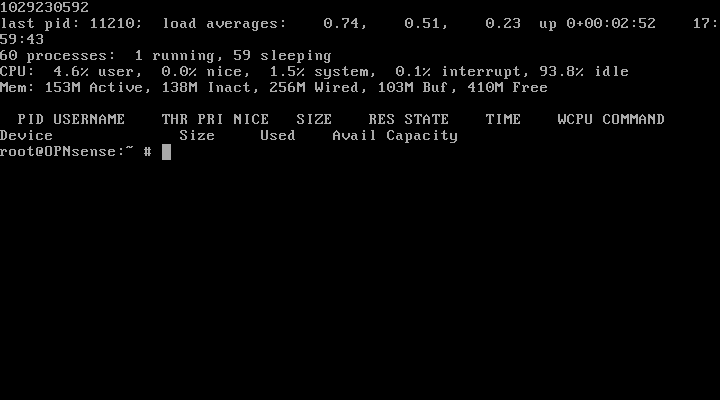 1029230592
last pid: 11210;  load averages:    0.74,    0.51,    0.23  up 0+00:02:52    17:
59:43
60 processes:  1 running, 59 sleeping
CPU:  4.6% user,  0.0% nice,  1.5% system,  0.1% interrupt, 93.8% idle
Mem: 153M Active, 138M Inact, 256M Wired, 103M Buf, 410M Free
  PID USERNAME    THR PRI NICE   SIZE    RES STATE    TIME    WCPU COMMAND
Device              Size     Used    Avail Capacity
root@OPNsense:~ #